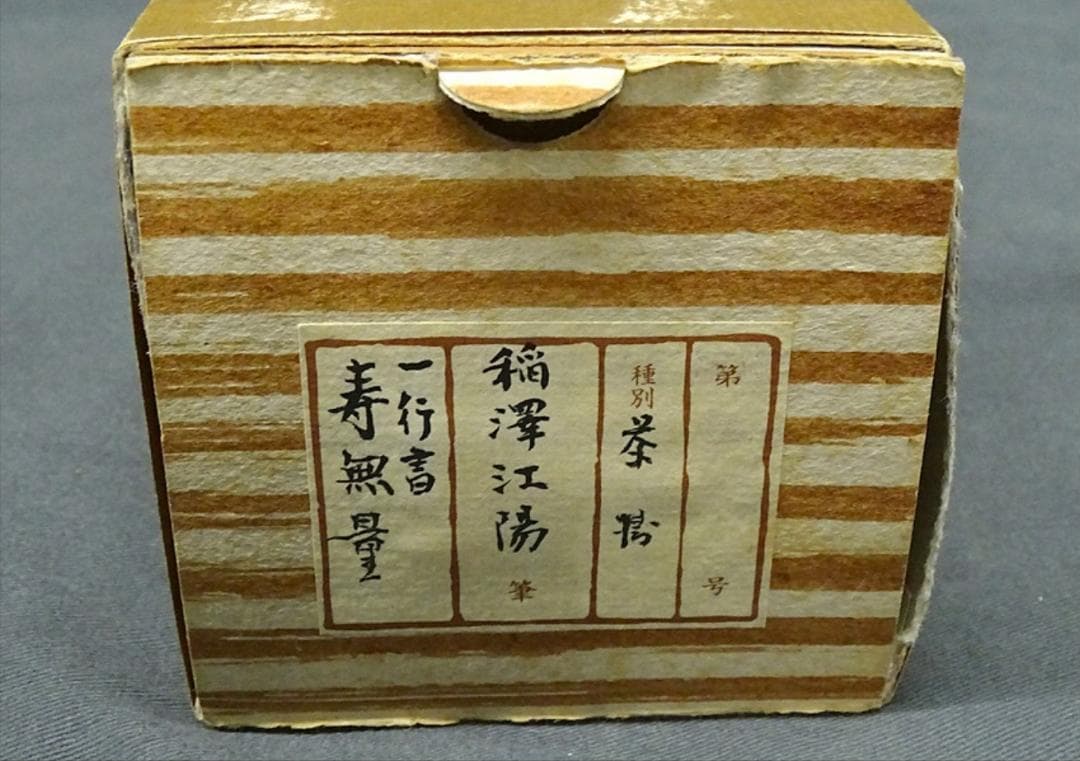 第 号
種別 茶掛
稲澤江陽 筆
一行書
寿無量